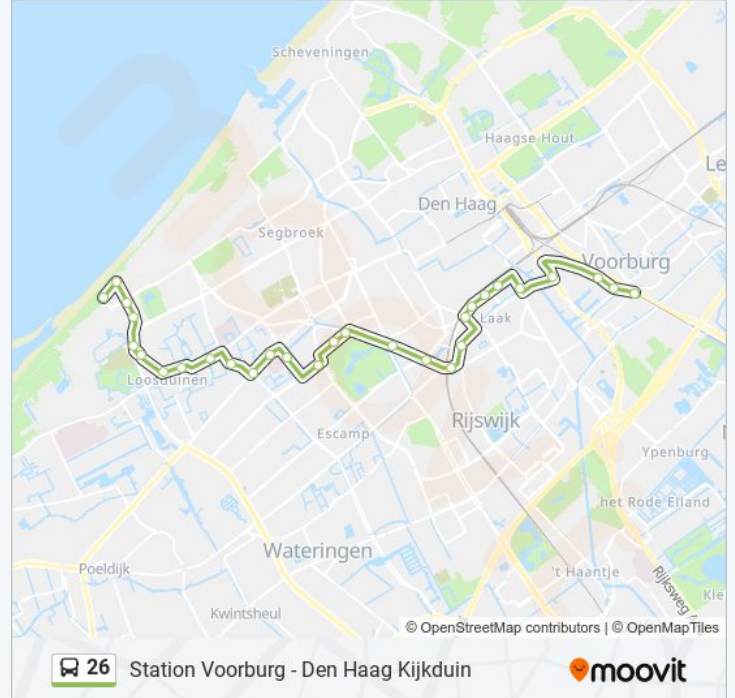 Scheveningen
Haagse Hout
Le
Den Haag
Segbroek
Voorburg
Laak
Loosduinen
Rijswijk
Escamp
Ypenburg
het Rode Elland
Wateringen
't Haantje
Poeldijk
Rijksweg
Kle
Kwintsheul
© OpenStreetMap contributors | © OpenMapTiles
26 Station Voorburg - Den Haag Kijkduin
moovit